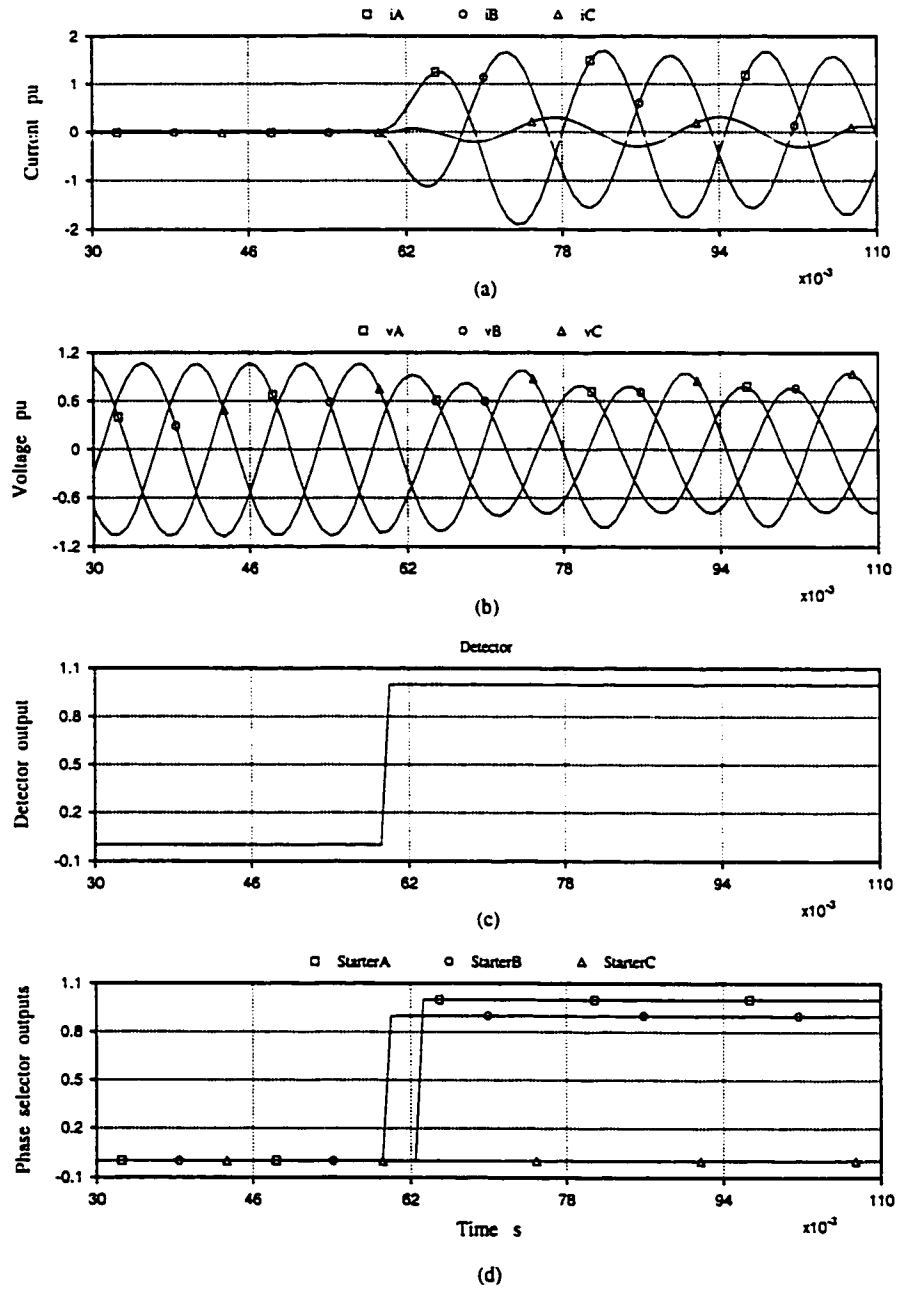 iA iB iC
2
1
0
-1
-2
Current pu
30 46 62 78 94 110
x10-3
(a)
vA vB vC
1.2
0.6
0
-0.6
-1.2
Voltage pu
30 46 62 78 94 110
x10-3
(b)
Detector
1.1
0.8
0.5
0.2
-0.1
Detector output
30 46 62 78 94 110
x10-3
(c)
StarterA StarterB StarterC
1.1
0.8
0.5
0.2
-0.1
Phase selector outputs
30 46 62 78 94 110
Time s x10-3
(d)